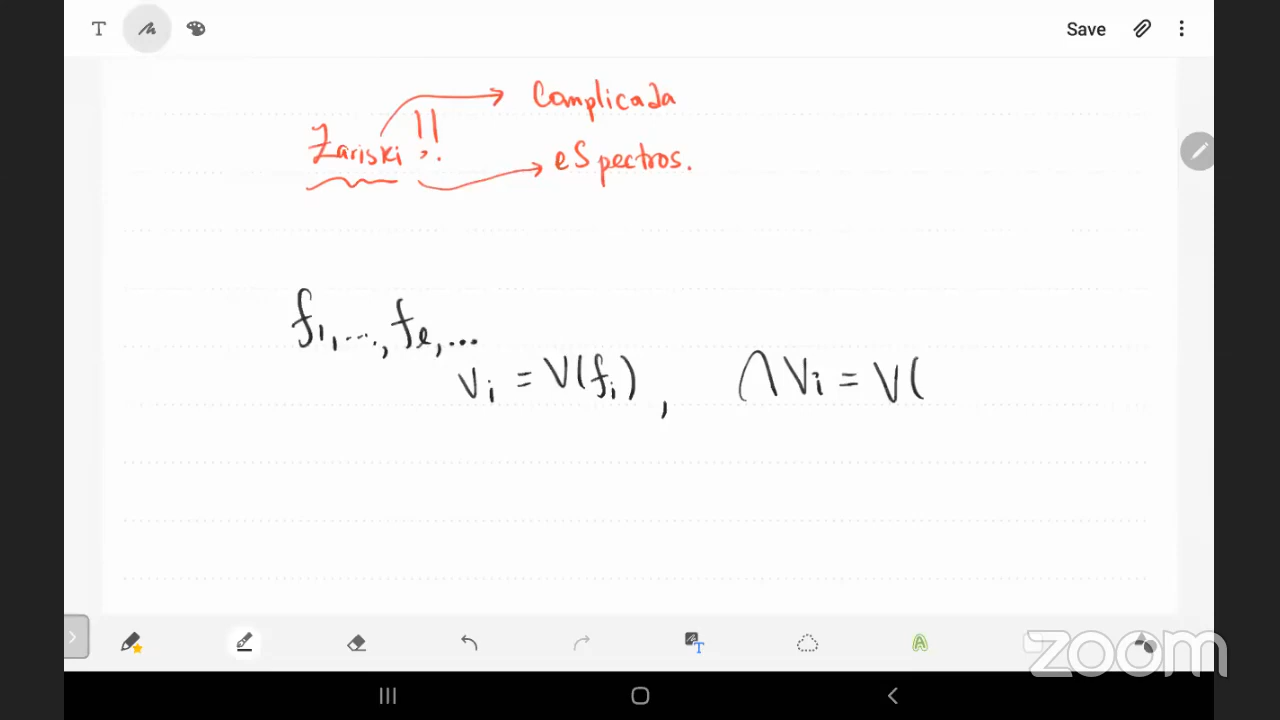 T
Save
Complicada
Zariski !!
eSpectros.
f1, ..., fe, ...
Vi = V(fi), ∩Vi = V(
T
A
zoom